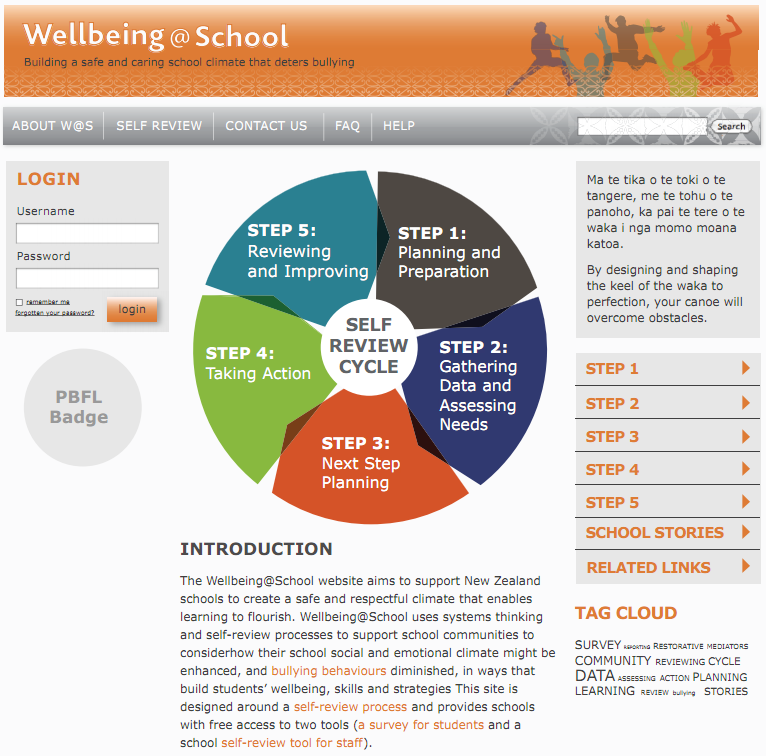 Wellbeing @ School
Building a safe and caring school climate that deters bullying
ABOUT W@S
SELF REVIEW
CONTACT US
FAQ
HELP
Search
LOGIN
Username
Password
remember me
forgotten your password?
login
PBFL
Badge
STEP 1:
Planning and
Preparation
STEP 2:
Gathering
Data and
Assessing
Needs
STEP 3:
Next Step
Planning
STEP 4:
Taking Action
STEP 5:
Reviewing
and Improving
SELF
REVIEW
CYCLE
INTRODUCTION
The Wellbeing@School website aims to support New Zealand
schools to create a safe and respectful climate that enables
learning to flourish. Wellbeing@School uses systems thinking
and self-review processes to support school communities to
considerhow their school social and emotional climate might be
enhanced, and bullying behaviours diminished, in ways that
build students' wellbeing, skills and strategies This site is
designed around a self-review process and provides schools
with free access to two tools (a survey for students and a
school self-review tool for staff).
Ma te tika o te toki o te
tangere, me te tohu o te
panoho, ka pai te tere o te
waka i nga momo moana
katoa.
By designing and shaping
the keel of the waka to
perfection, your canoe will
overcome obstacles.
STEP 1
STEP 2
STEP 3
STEP 4
STEP 5
SCHOOL STORIES
RELATED LINKS
TAG CLOUD
SURVEY REPORTING RESTORATIVE MEDIATORS
COMMUNITY REVIEWING CYCLE
DATA ASSESSING ACTION PLANNING
LEARNING REVIEW bullying STORIES